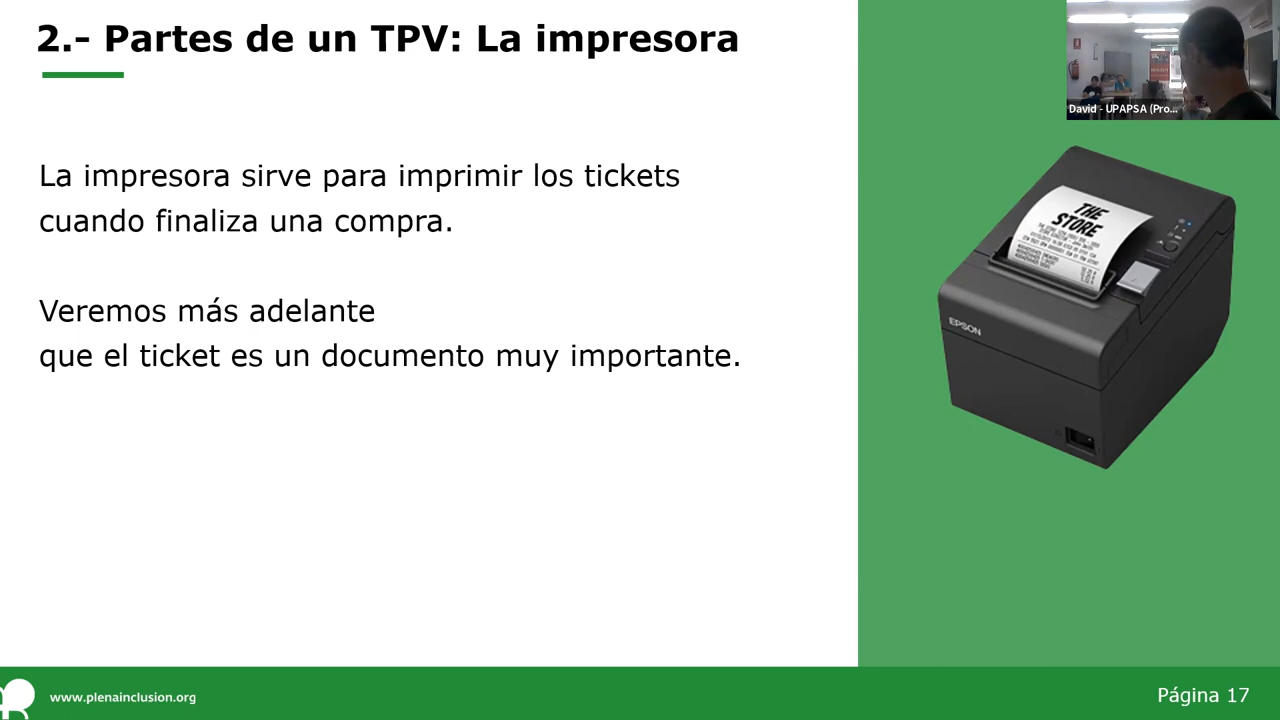 2.- Partes de un TPV: La impresora
David - UPAPSA (Pro...
La impresora sirve para imprimir los tickets
cuando finaliza una compra.
Veremos más adelante
que el ticket es un documento muy importante.
THE
STORE
EPSON
www.plenainclusion.org
Página 17